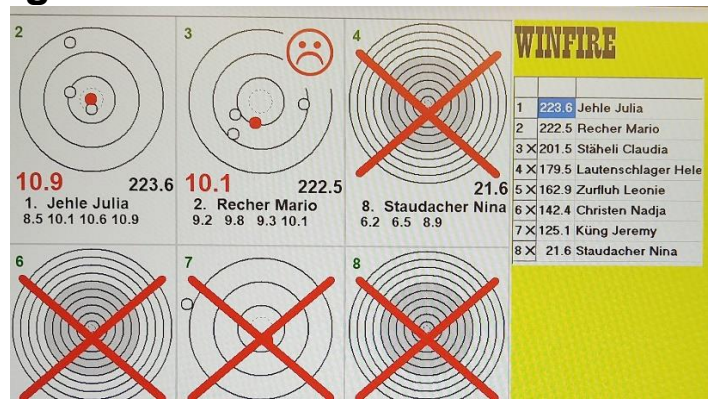 2
3
4
WINFIRE
10.9 223.6
1. Jehle Julia
8.5 10.1 10.6 10.9
10.1 222.5
2. Recher Mario
9.2 9.8 9.3 10.1
21.6
8. Staudacher Nina
6.2 6.5 8.9
1 223.6 Jehle Julia
2 222.5 Recher Mario
3 X 201.5 Stäheli Claudia
4 X 179.5 Lautenschlager Hele
5 X 162.9 Zurfluh Leonie
6 X 142.4 Christen Nadja
7 X 125.1 Küng Jeremy
8 X 21.6 Staudacher Nina
6
7
8